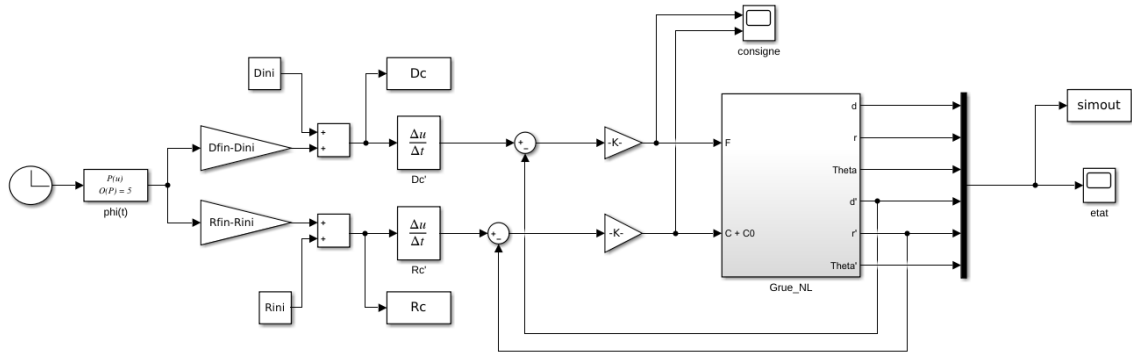 consigne
Dini
Dc
simout
Dfin-Dini
+
+
Δu
Δt
Dc'
+
−
-K-
F
d
r
Theta
d'
r'
Theta'
C + C0
Grue_NL
etat
P(u)
O(P) = 5
phi(t)
Rfin-Rini
+
+
Δu
Δt
Rc'
+
−
-K-
Rini
Rc